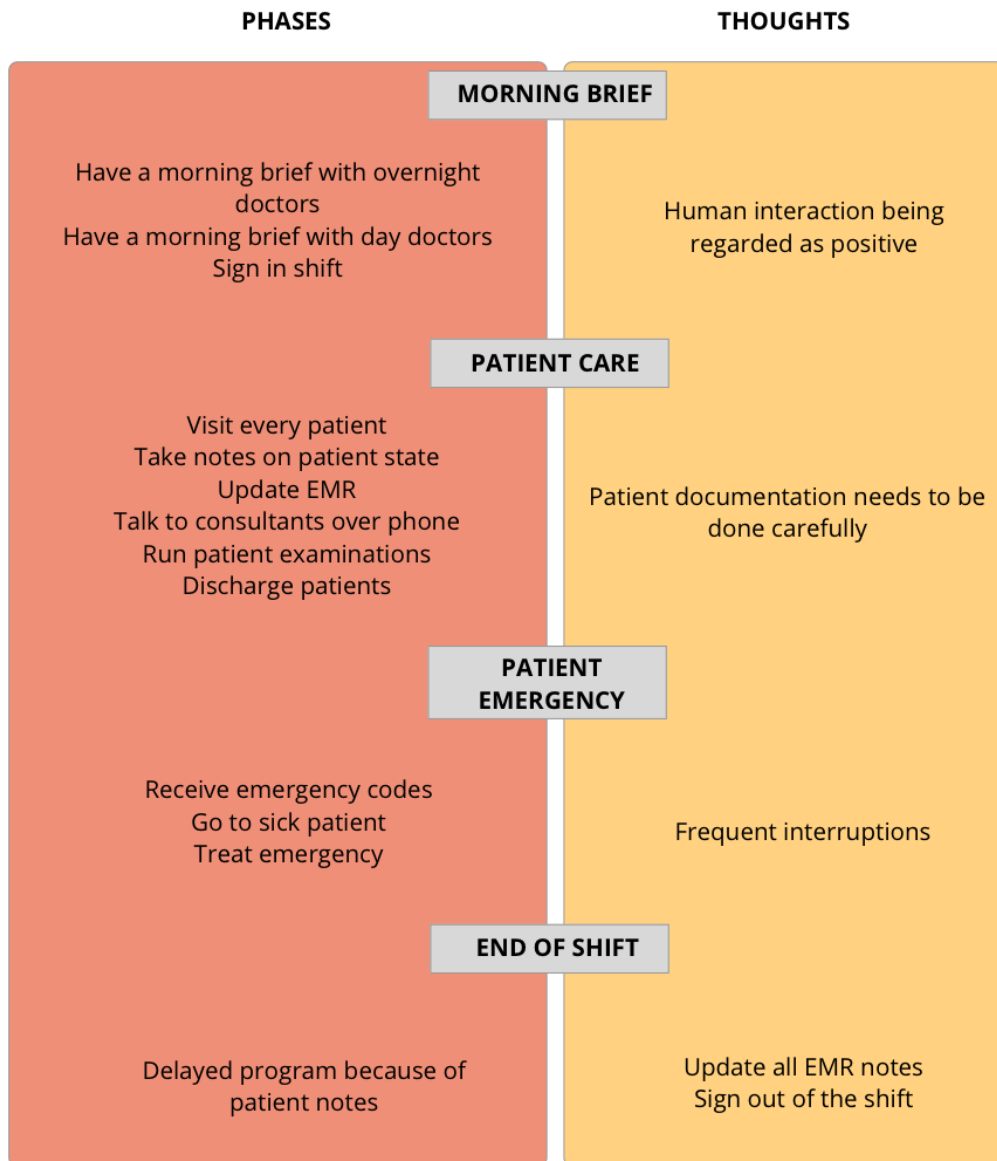 PHASES
THOUGHTS
MORNING BRIEF
Have a morning brief with overnight
doctors
Have a morning brief with day doctors
Sign in shift
Human interaction being
regarded as positive
PATIENT CARE
Visit every patient
Take notes on patient state
Update EMR
Talk to consultants over phone
Run patient examinations
Discharge patients
Patient documentation needs to be
done carefully
PATIENT
EMERGENCY
Receive emergency codes
Go to sick patient
Treat emergency
Frequent interruptions
END OF SHIFT
Delayed program because of
patient notes
Update all EMR notes
Sign out of the shift